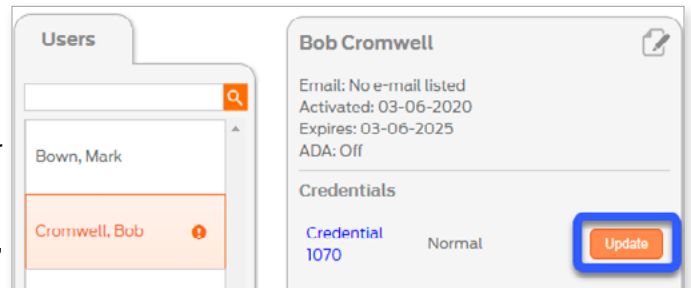 Users
Bown, Mark
Cromwell, Bob
Bob Cromwell
Email: No e-mail listed
Activated: 03-06-2020
Expires: 03-06-2025
ADA: Off
Credentials
Credential
1070
Normal
Update